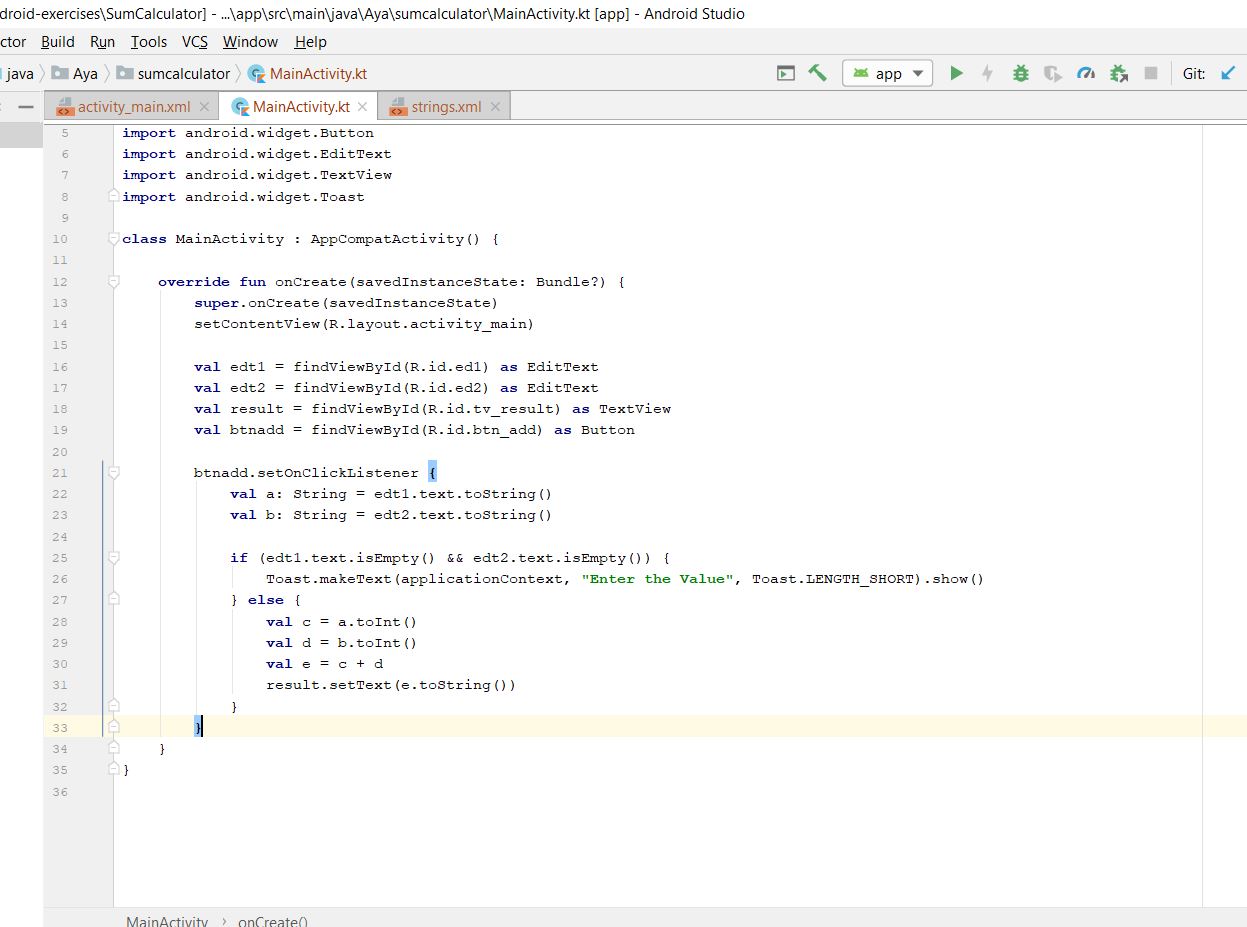 droid-exercises\SumCalculator] - ...\app\src\main\java\Aya\sumcalculator\MainActivity.kt [app] - Android Studio
ctor Build Run Tools VCS Window Help
java Aya sumcalculator MainActivity.kt app Git:
activity_main.xml MainActivity.kt strings.xml
5 import android.widget.Button
6 import android.widget.EditText
7 import android.widget.TextView
8 import android.widget.Toast
9
10 class MainActivity : AppCompatActivity() {
11
12 override fun onCreate(savedInstanceState: Bundle?) {
13 super.onCreate(savedInstanceState)
14 setContentView(R.layout.activity_main)
15
16 val edt1 = findViewById(R.id.ed1) as EditText
17 val edt2 = findViewById(R.id.ed2) as EditText
18 val result = findViewById(R.id.tv_result) as TextView
19 val btnadd = findViewById(R.id.btn_add) as Button
20
21 btnadd.setOnClickListener {
22 val a: String = edt1.text.toString()
23 val b: String = edt2.text.toString()
24
25 if (edt1.text.isEmpty() && edt2.text.isEmpty()) {
26 Toast.makeText(applicationContext, "Enter the Value", Toast.LENGTH_SHORT).show()
27 } else {
28 val c = a.toInt()
29 val d = b.toInt()
30 val e = c + d
31 result.setText(e.toString())
32 }
33 }
34 }
35 }
36
MainActivity › onCreate()